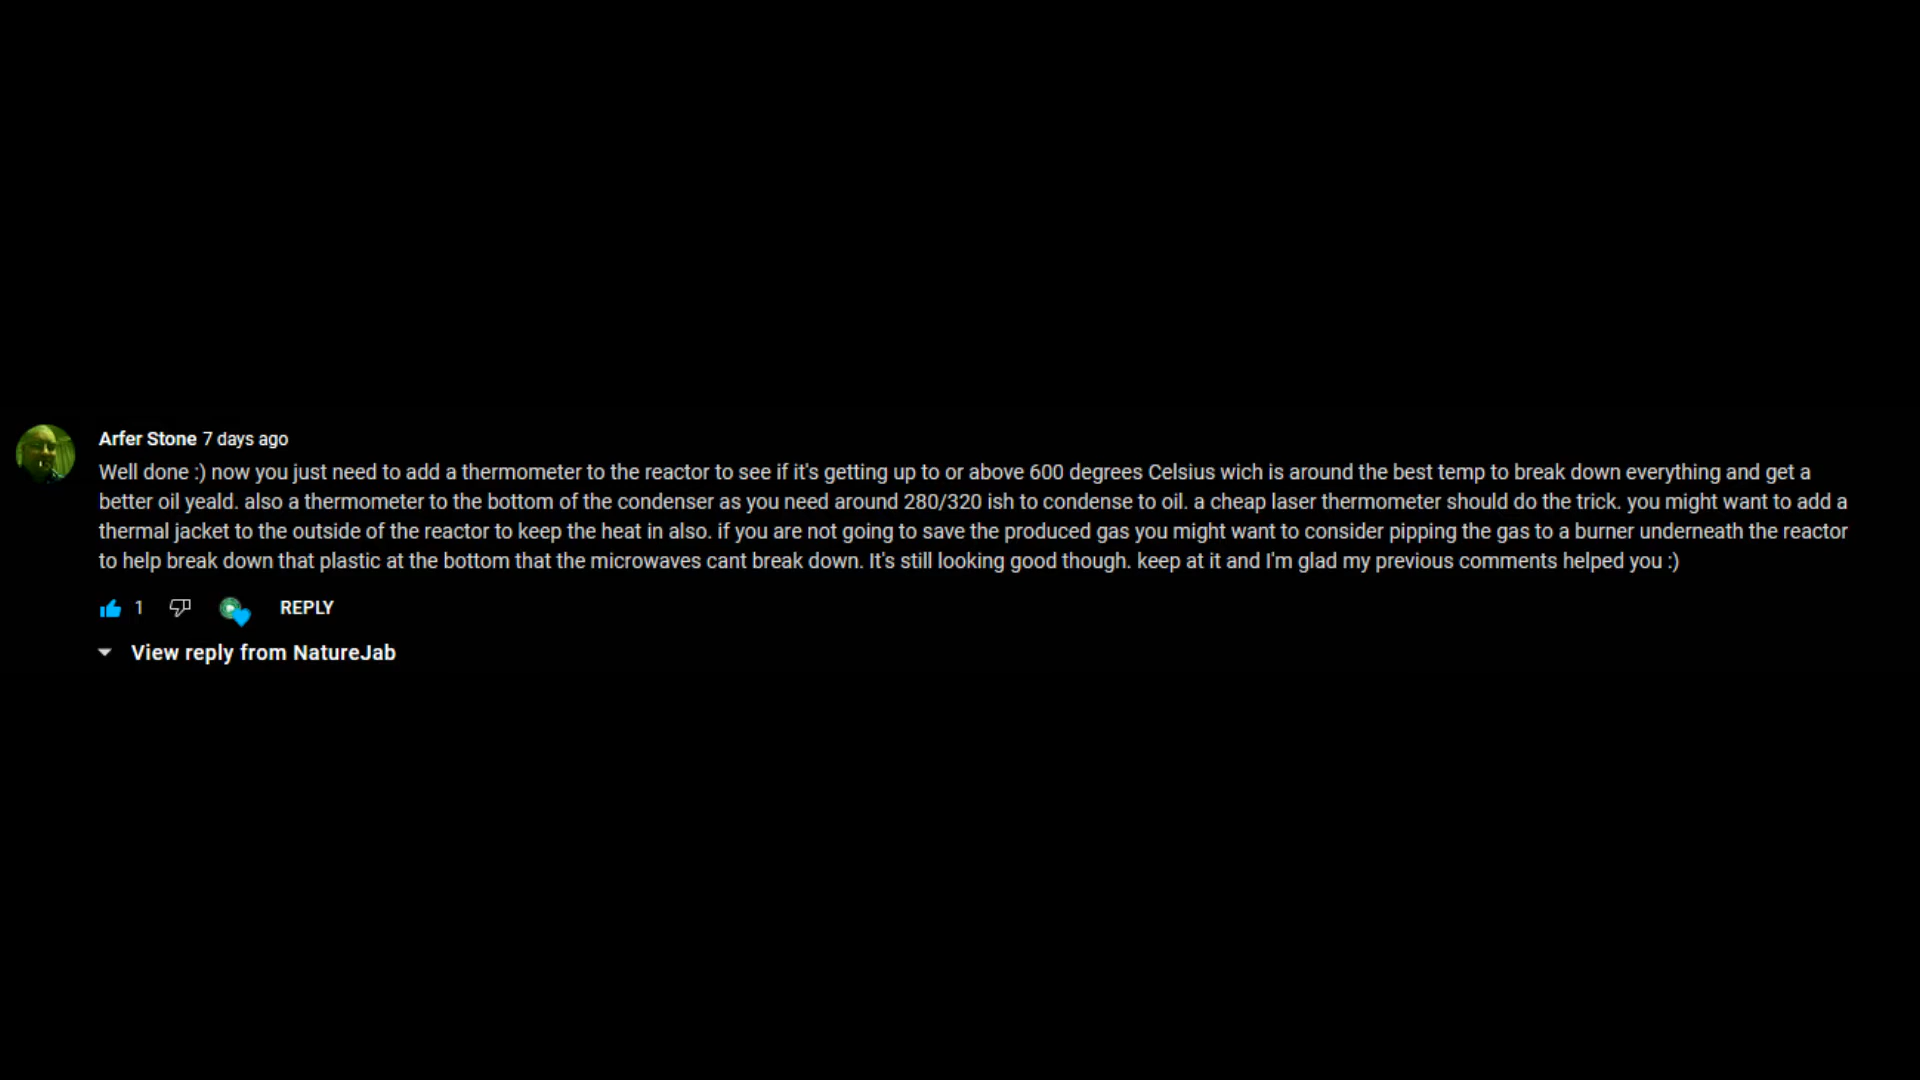 Arfer Stone 7 days ago
Well done :) now you just need to add a thermometer to the reactor to see if it's getting up to or above 600 degrees Celsius wich is around the best temp to break down everything and get a
better oil yeald. also a thermometer to the bottom of the condenser as you need around 280/320 ish to condense to oil. a cheap laser thermometer should do the trick. you might want to add a
thermal jacket to the outside of the reactor to keep the heat in also. if you are not going to save the produced gas you might want to consider pipping the gas to a burner underneath the reactor
to help break down that plastic at the bottom that the microwaves cant break down. It's still looking good though. keep at it and I'm glad my previous comments helped you :)
1 REPLY
View reply from NatureJab